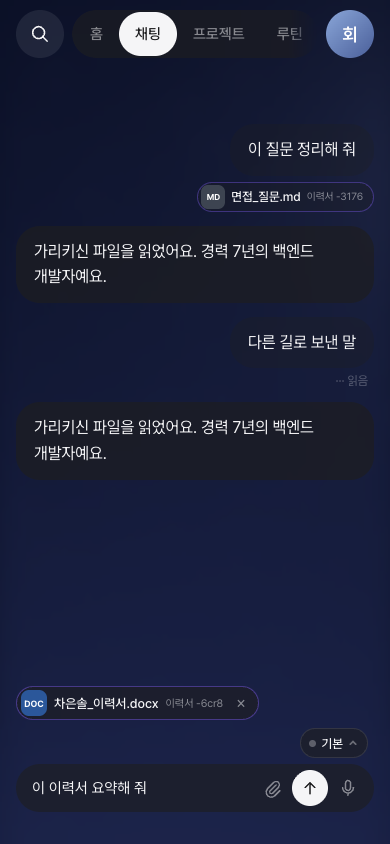 홈 채팅 프로젝트 루틴 회
이 질문 정리해 줘
MD 면접_질문.md 이력서 -3176
가리키신 파일을 읽었어요. 경력 7년의 백엔드
개발자예요.
다른 길로 보낸 말
··· 읽음
가리키신 파일을 읽었어요. 경력 7년의 백엔드
개발자예요.
DOC 차은솔_이력서.docx 이력서 -6cr8 ×
기본
이 이력서 요약해 줘